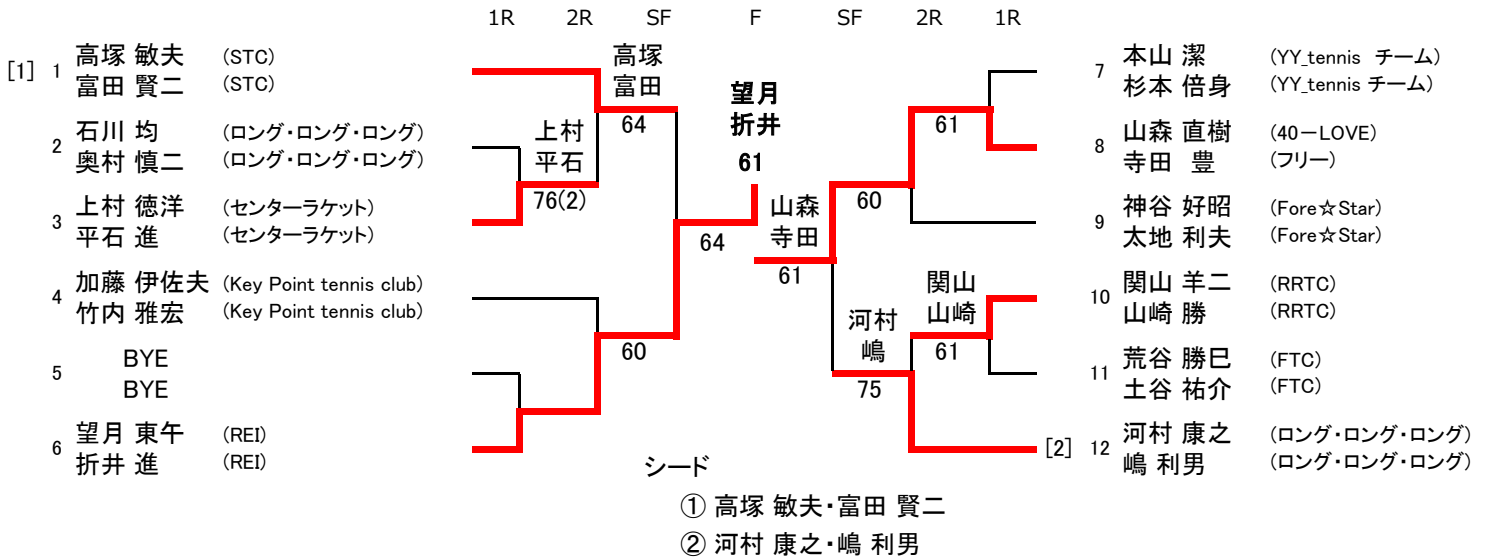 1R 2R SF F SF 2R 1R
[1] 1 高塚 敏夫 (STC)
富田 賢二 (STC)
2 石川 均 (ロング・ロング・ロング)
奥村 慎二 (ロング・ロング・ロング)
3 上村 徳洋 (センターラケット)
平石 進 (センターラケット)
4 加藤 伊佐夫 (Key Point tennis club)
竹内 雅宏 (Key Point tennis club)
5 BYE
BYE
6 望月 東午 (REI)
折井 進 (REI)
上村
平石
76(2)
高塚
富田
64
60
64
望月
折井
61
山森
寺田
61
61
60
関山
山崎
61
河村
嶋
75
7 本山 潔 (YY_tennis チーム)
杉本 倍身 (YY_tennis チーム)
8 山森 直樹 (40－LOVE)
寺田 豊 (フリー)
9 神谷 好昭 (Fore☆Star)
太地 利夫 (Fore☆Star)
10 関山 羊二 (RRTC)
山崎 勝 (RRTC)
11 荒谷 勝巳 (FTC)
土谷 祐介 (FTC)
[2] 12 河村 康之 (ロング・ロング・ロング)
嶋 利男 (ロング・ロング・ロング)
シード
① 高塚 敏夫・富田 賢二
② 河村 康之・嶋 利男